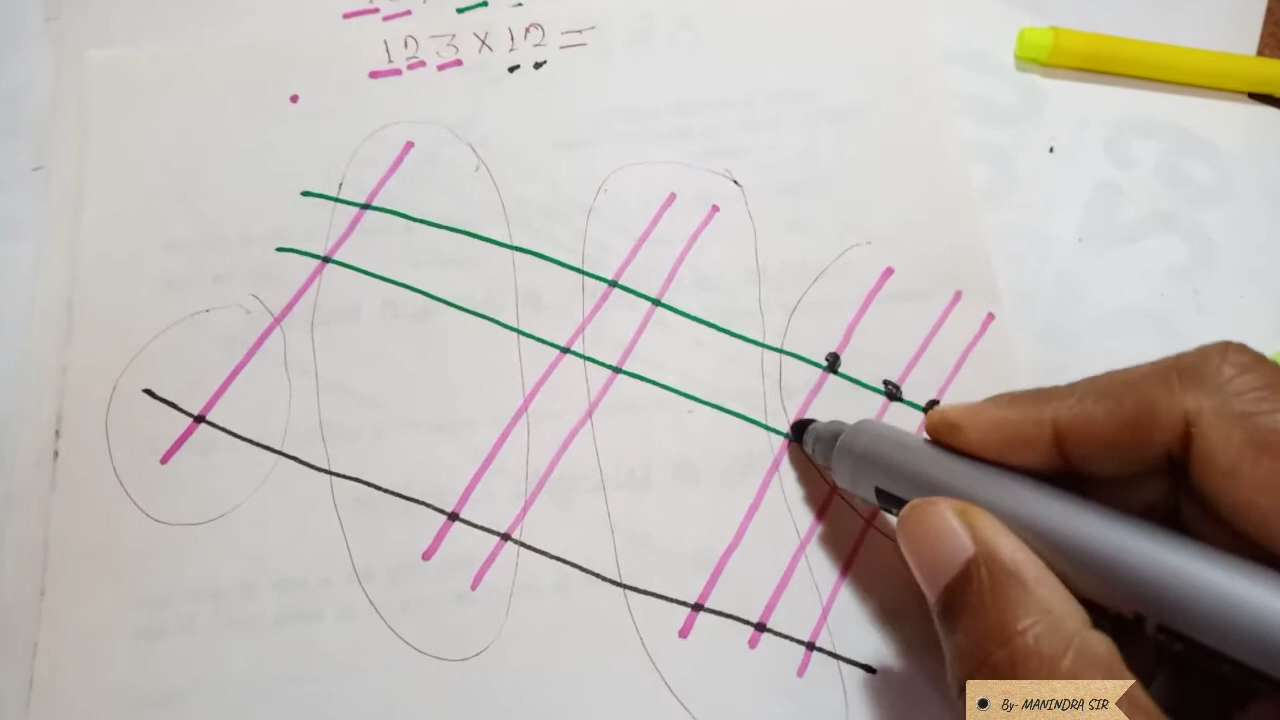 123 × 12 =
By- MANINDRA SIR